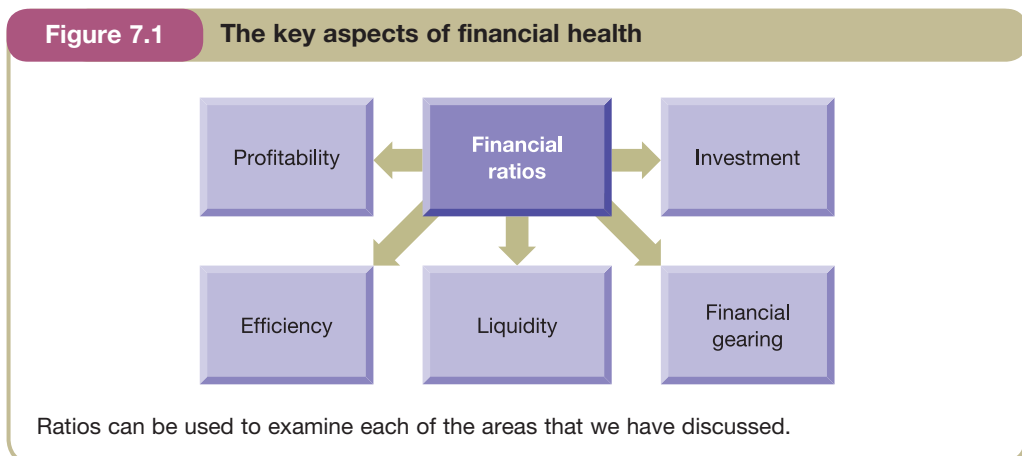 Figure 7.1
The key aspects of financial health
Profitability
Financial
ratios
Investment
Efficiency
Liquidity
Financial
gearing
Ratios can be used to examine each of the areas that we have discussed.